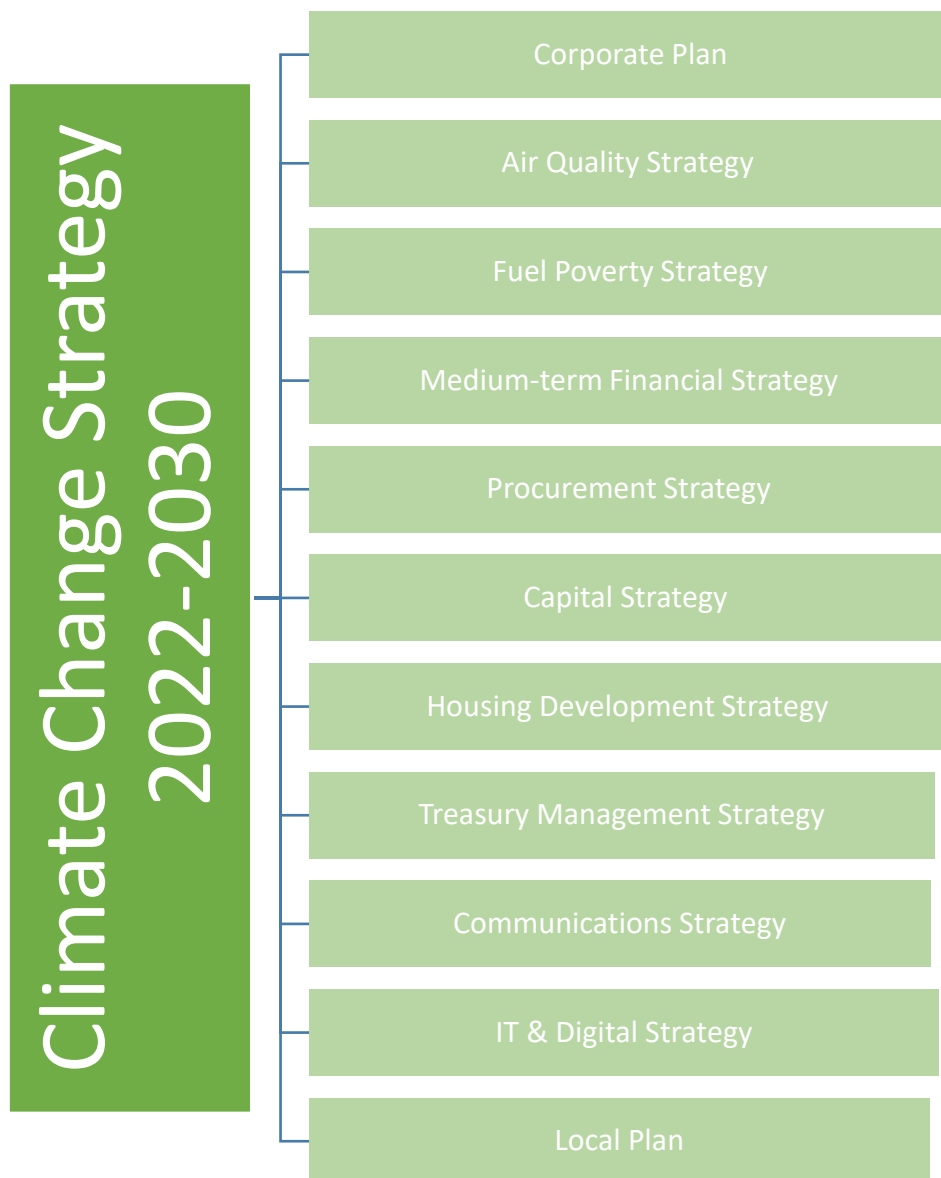 Climate Change Strategy
2022-2030
Corporate Plan
Air Quality Strategy
Fuel Poverty Strategy
Medium-term Financial Strategy
Procurement Strategy
Capital Strategy
Housing Development Strategy
Treasury Management Strategy
Communications Strategy
IT & Digital Strategy
Local Plan